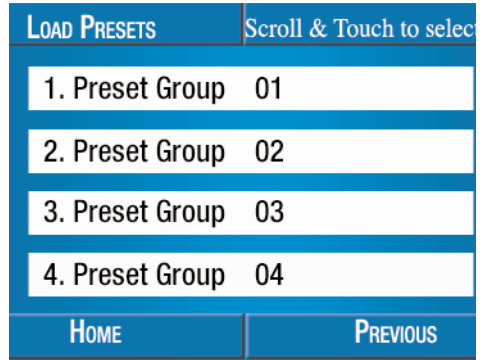 LOAD PRESETS Scroll & Touch to selec
1. Preset Group 01
2. Preset Group 02
3. Preset Group 03
4. Preset Group 04
HOME PREVIOUS